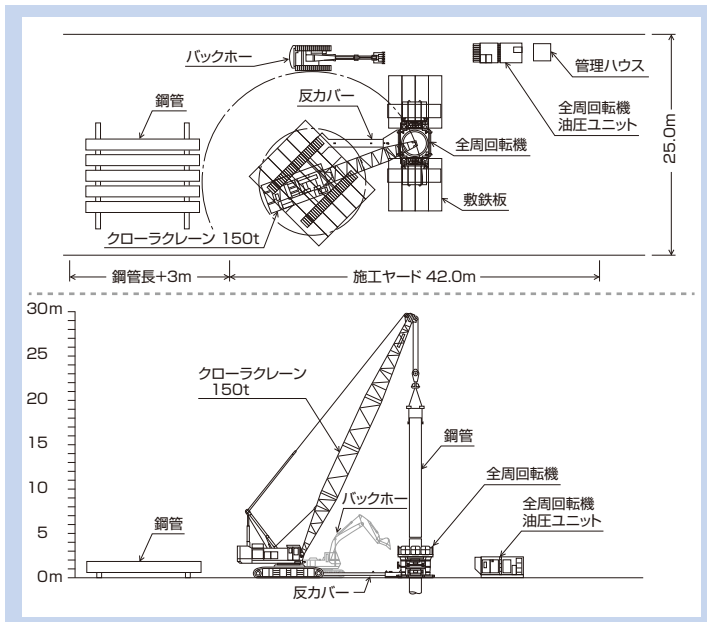 バックホー
管理ハウス
鋼管
反力バー
全周回転機
油圧ユニット
全周回転機
25.0m
敷鉄板
クローラクレーン 150t
鋼管長+3m
施工ヤード 42.0m
30m
25
クローラクレーン
150t
20
15
鋼管
10
全周回転機
バックホー
全周回転機
油圧ユニット
5
鋼管
0m
反力バー